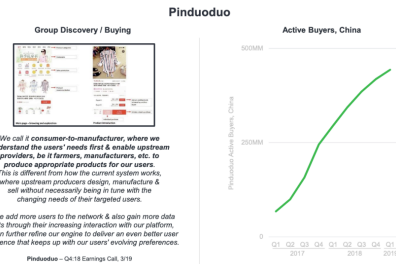 Pinduoduo
Group Discovery / Buying
We call it consumer-to-manufacturer, where we
understand the users' needs first & enable upstream
providers, be it farmers, manufacturers, etc. to
produce appropriate products for our users.
This is different from how the current system works,
where upstream producers design, manufacture &
sell without necessarily being in tune with the
changing needs of their targeted users.
add more users to the network & also gain more data
through their increasing interaction with our platform,
further refine our engine to deliver an even better user
that keeps up with our users' evolving preferences.
Pinduoduo – Q4:18 Earnings Call, 3/19
Active Buyers, China
Pinduoduo Active Buyers, China
500MM
250MM
0
Q1 Q2 Q3 Q4 Q1 Q2 Q3 Q4 Q1
2017 2018 2019